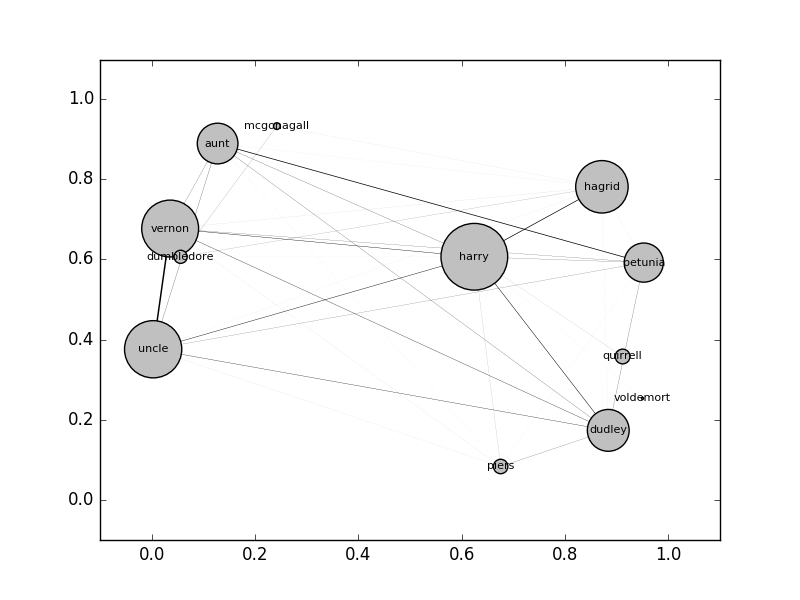 1.0
mcgonagall
aunt
0.8
hagrid
vernon
0.6
dumbledore
harry
petunia
0.4
uncle
quirrell
voldemort
0.2
dudley
piers
0.0
0.0 0.2 0.4 0.6 0.8 1.0